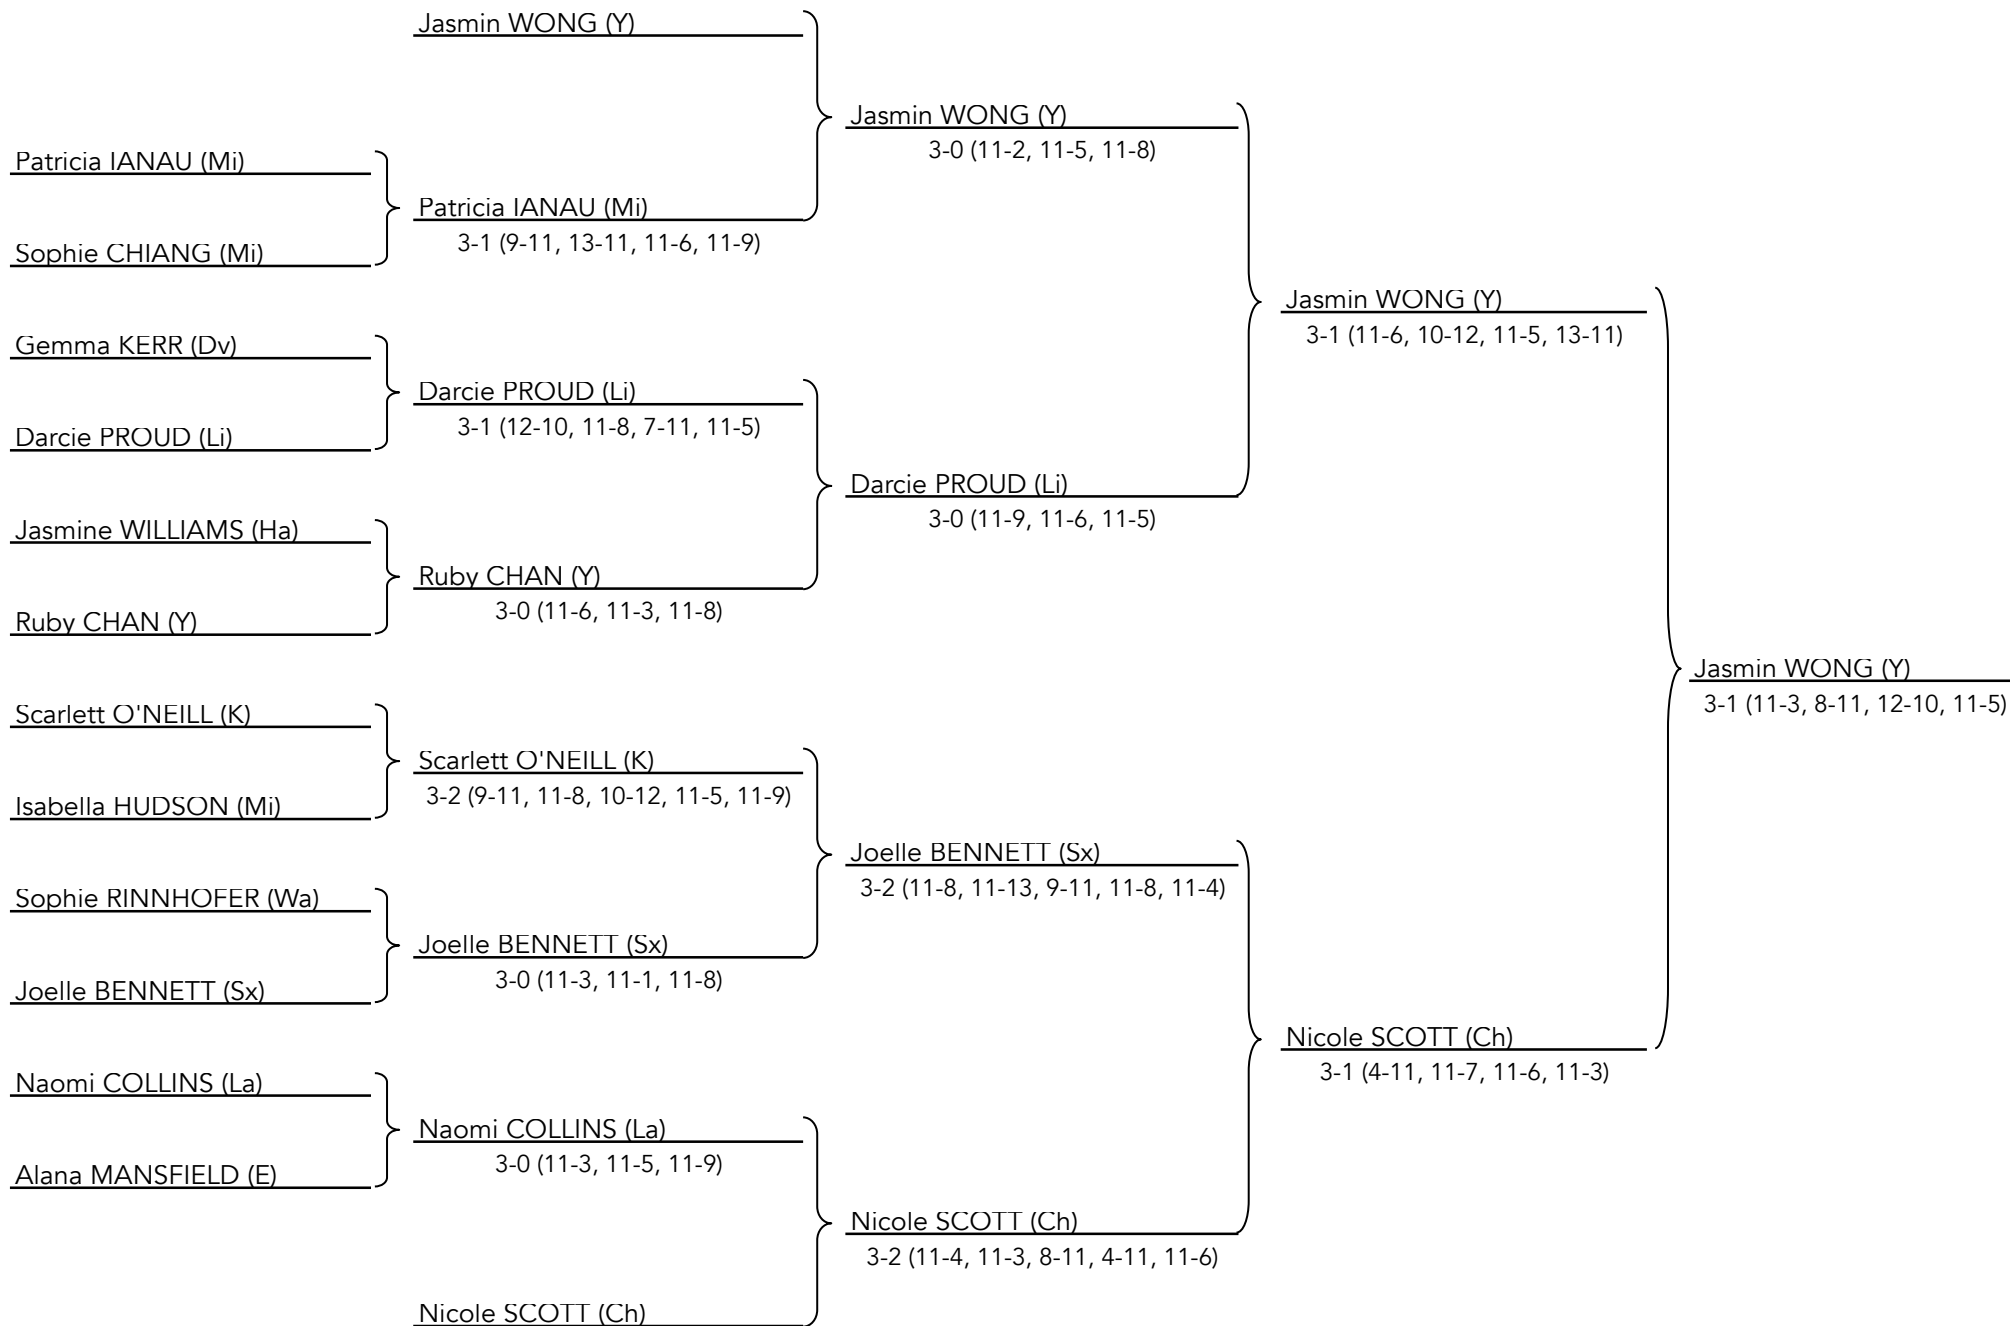 Jasmin WONG (Y)
Jasmin WONG (Y)
3-0 (11-2, 11-5, 11-8)
Patricia IANAU (Mi)
Patricia IANAU (Mi)
3-1 (9-11, 13-11, 11-6, 11-9)
Sophie CHIANG (Mi)
Jasmin WONG (Y)
3-1 (11-6, 10-12, 11-5, 13-11)
Gemma KERR (Dv)
Darcie PROUD (Li)
3-1 (12-10, 11-8, 7-11, 11-5)
Darcie PROUD (Li)
Darcie PROUD (Li)
3-0 (11-9, 11-6, 11-5)
Jasmine WILLIAMS (Ha)
Ruby CHAN (Y)
3-0 (11-6, 11-3, 11-8)
Ruby CHAN (Y)
Jasmin WONG (Y)
3-1 (11-3, 8-11, 12-10, 11-5)
Scarlett O'NEILL (K)
Scarlett O'NEILL (K)
3-2 (9-11, 11-8, 10-12, 11-5, 11-9)
Isabella HUDSON (Mi)
Joelle BENNETT (Sx)
3-2 (11-8, 11-13, 9-11, 11-8, 11-4)
Sophie RINNHOFER (Wa)
Joelle BENNETT (Sx)
3-0 (11-3, 11-1, 11-8)
Joelle BENNETT (Sx)
Nicole SCOTT (Ch)
3-1 (4-11, 11-7, 11-6, 11-3)
Naomi COLLINS (La)
Naomi COLLINS (La)
3-0 (11-3, 11-5, 11-9)
Alana MANSFIELD (E)
Nicole SCOTT (Ch)
3-2 (11-4, 11-3, 8-11, 4-11, 11-6)
Nicole SCOTT (Ch)